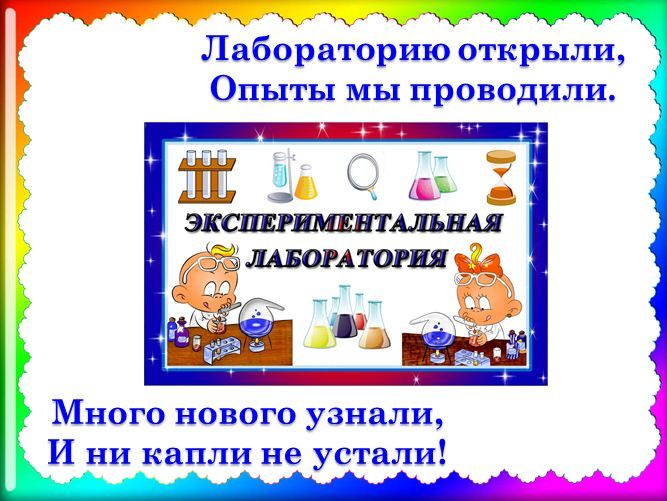 Лабораторию открыли,
Опыты мы проводили.
ЭКСПЕРИМЕНТАЛЬНАЯ
ЛАБОРАТОРИЯ
Много нового узнали,
И ни капли не устали!